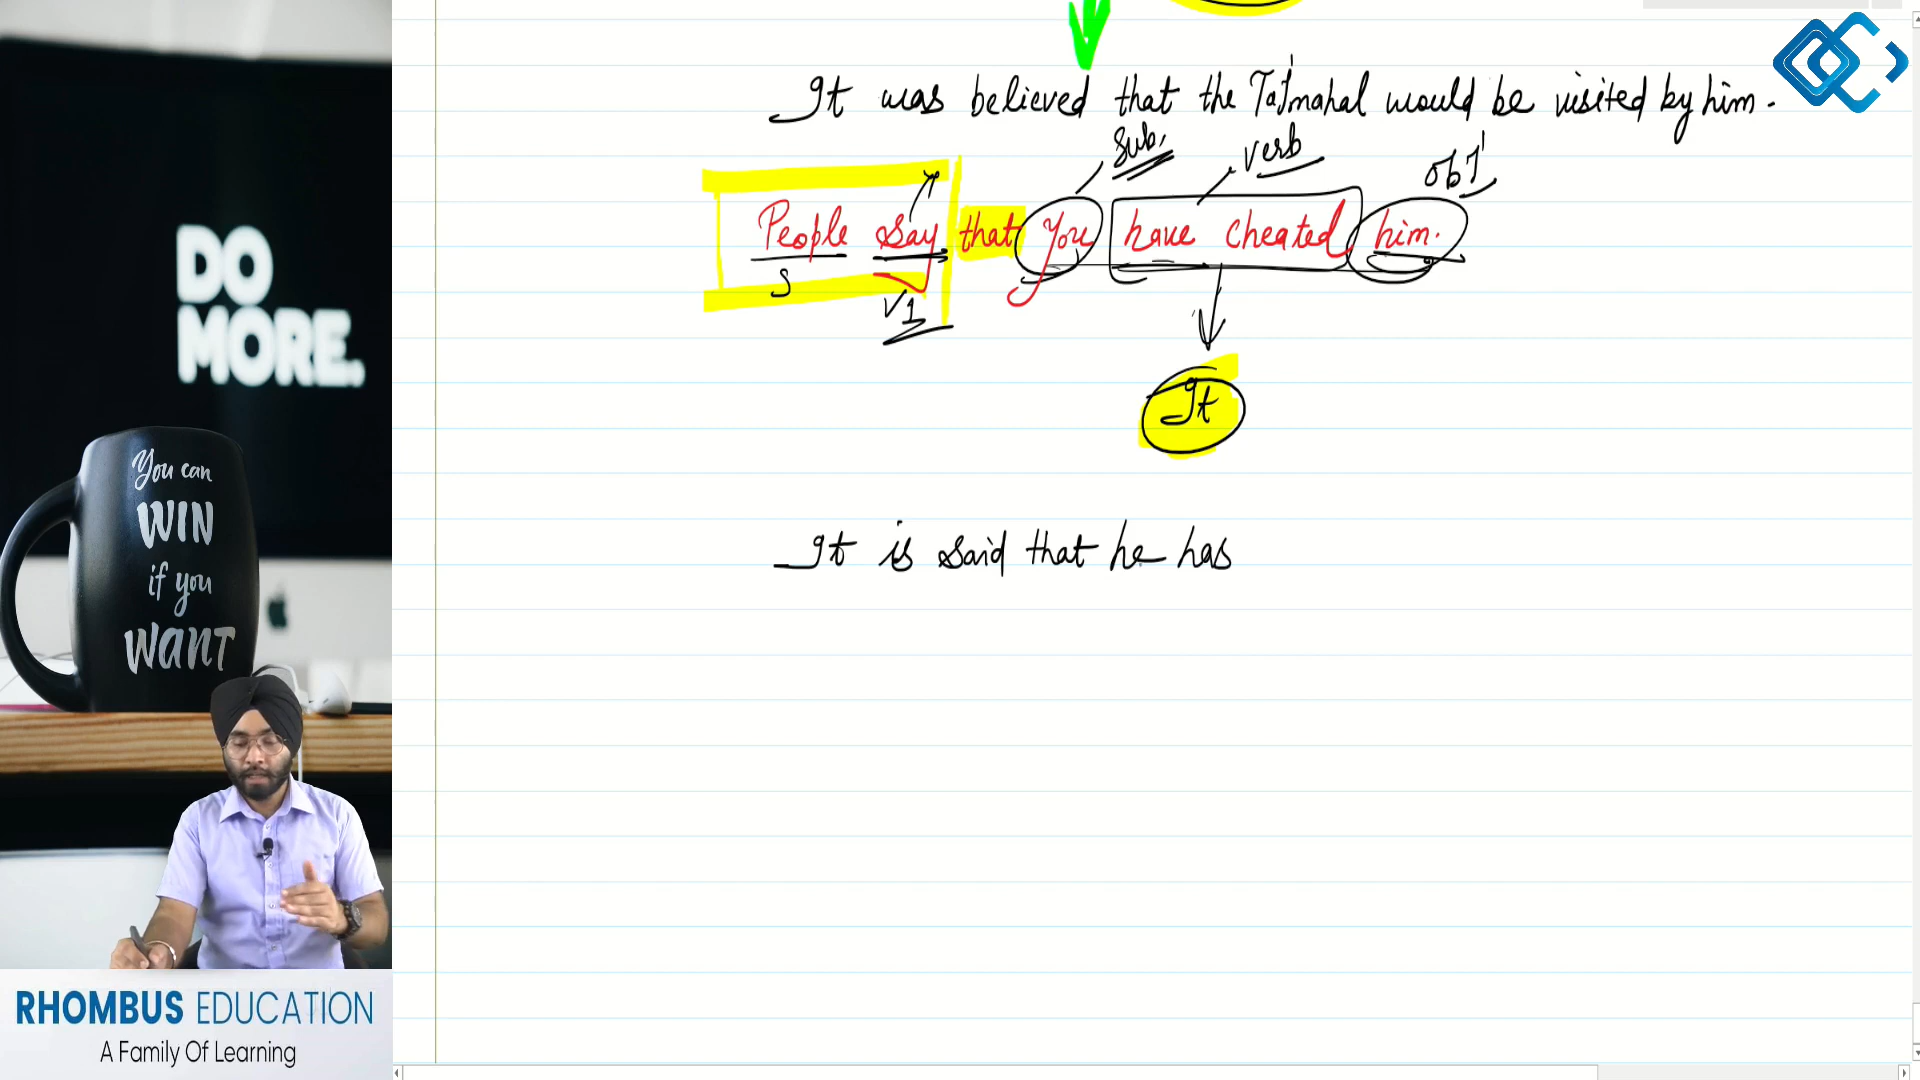 It was believed that the Tajmahal would be visited by him.
Sub.
verb
obj
People say that you have cheated him.
S
V1
It
It is said that he has
DO
MORE.
You can
WIN
if you
WANT
RHOMBUS EDUCATION
A Family Of Learning